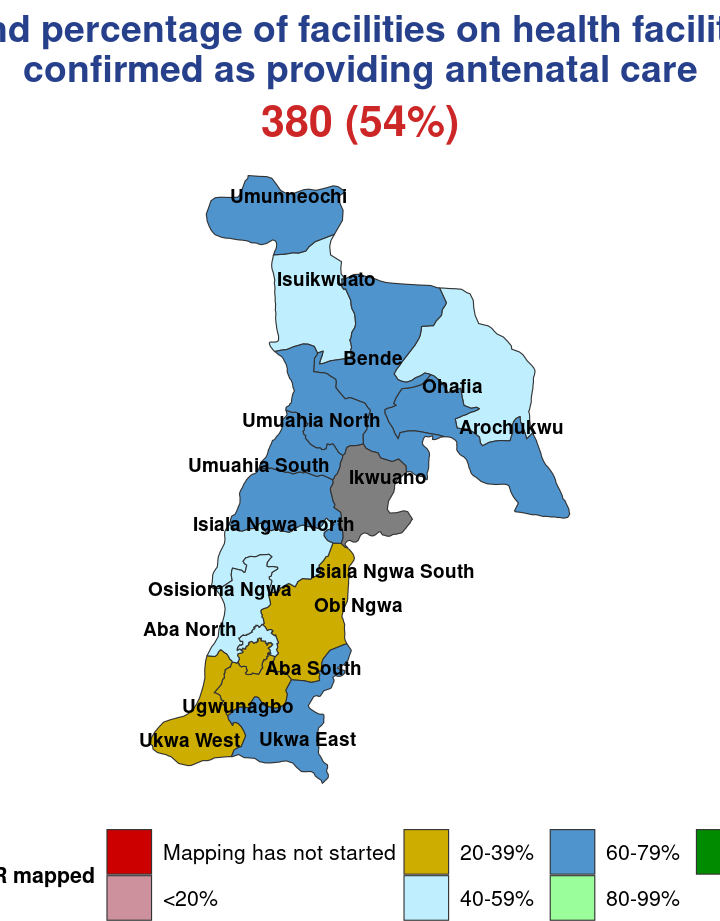 percentage of facilities on health
confirmed as providing antenatal care
380 (54%)
Umunneochi
Isuikwuato
Bende
Ohafia
Umuahia North
Arochukwu
Umuahia South
Ikwuano
Isiala Ngwa North
Isiala Ngwa South
Osisioma Ngwa
Obi Ngwa
Aba North
Aba South
Ugwunagbo
Ukwa West
Ukwa East
R mapped
Mapping has not started
20-39%
60-79%
<20%
40-59%
80-99%